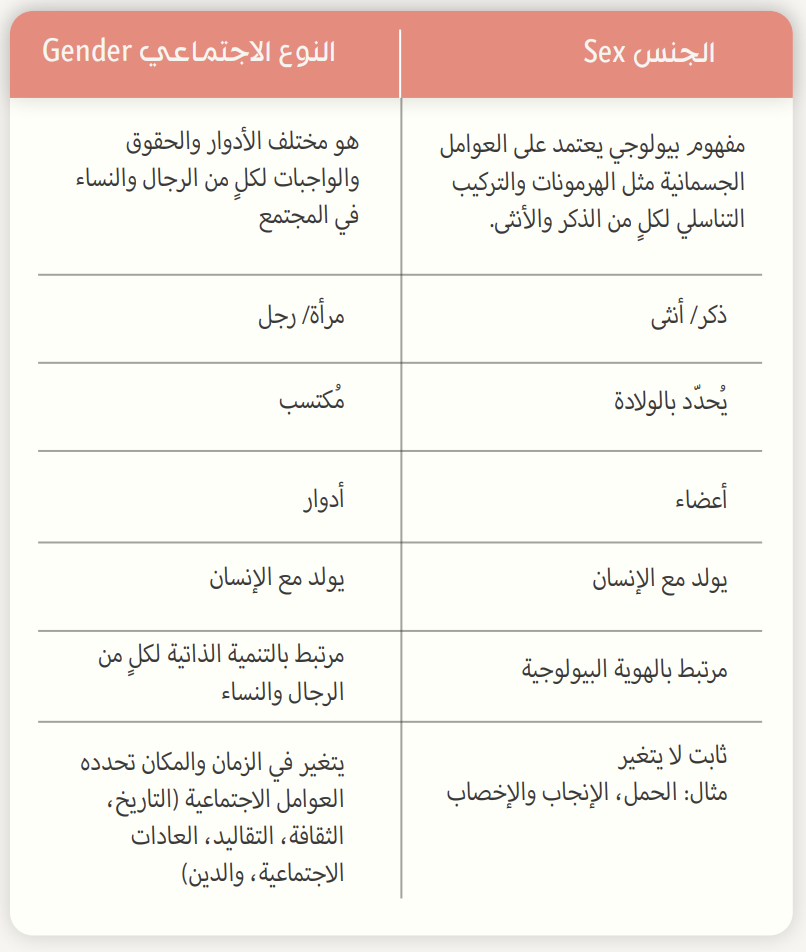 الجنس Sex
النوع الاجتماعي Gender
مفهوم بيولوجي يعتمد على العوامل
الجسمانية مثل الهرمونات والتركيب
التناسلي لكلٍ من الذكر والأنثى.
هو مختلف الأدوار والحقوق
والواجبات لكلٍ من الرجال والنساء
في المجتمع
ذكر/ أنثى
مرأة/ رجل
يُحدّد بالولادة
مُكتسب
أعضاء
أدوار
يولد مع الإنسان
يولد مع الإنسان
مرتبط بالهوية البيولوجية
مرتبط بالتنمية الذاتية لكلٍ من
الرجال والنساء
ثابت لا يتغير
مثال: الحمل، الإنجاب والإخصاب
يتغير في الزمان والمكان تحدده
العوامل الاجتماعية (التاريخ،
الثقافة، التقاليد، العادات
الاجتماعية، والدين)